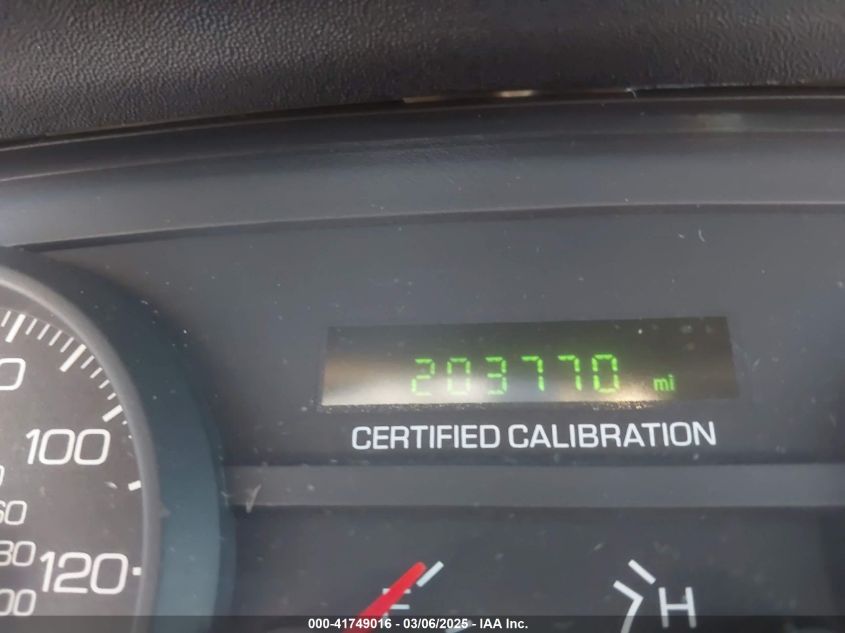 203770 mi
CERTIFIED CALIBRATION
100
120
F
H
000-41749016 - 03/06/2025 - IAA Inc.